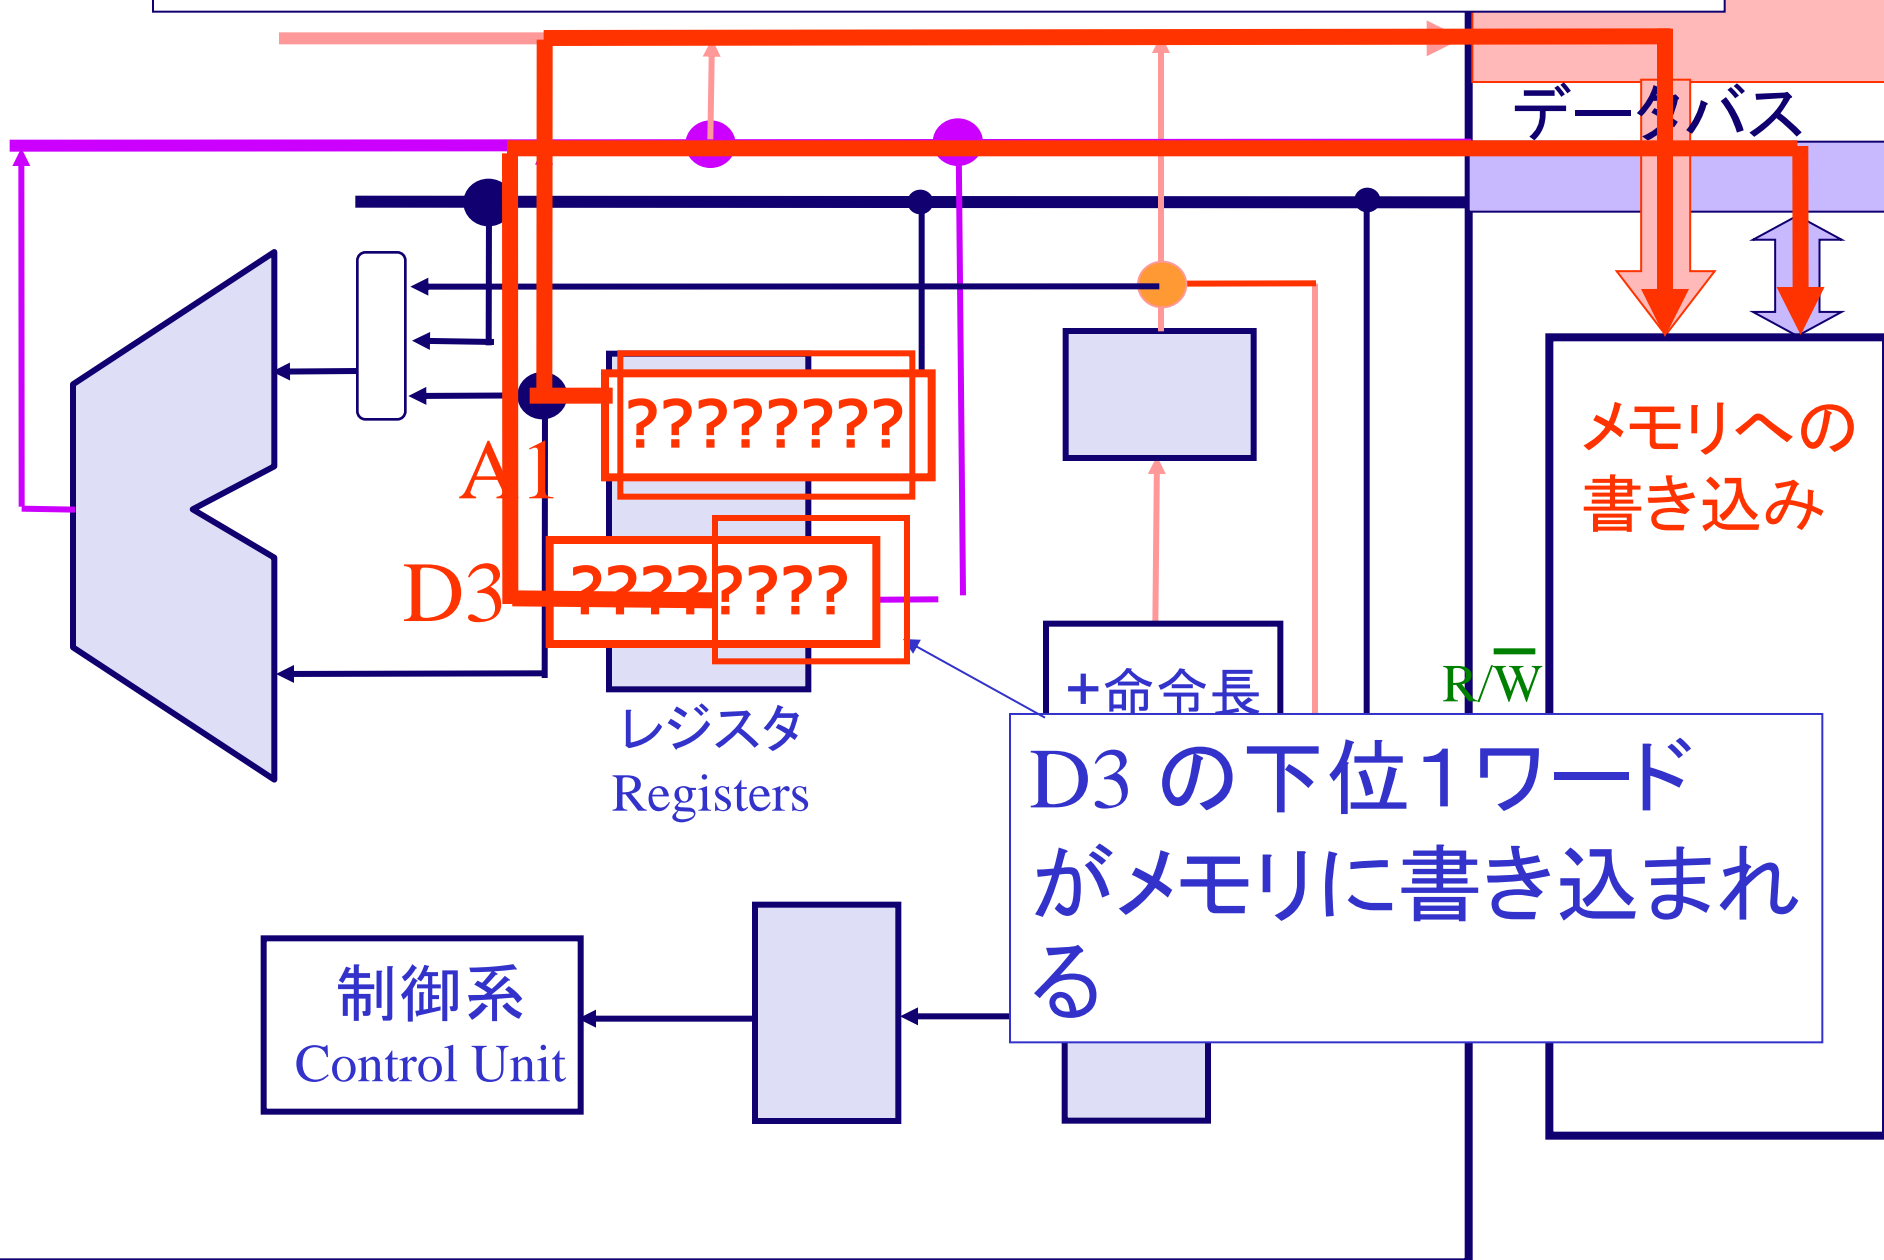 データバス
????????
A1
メモリへの
書き込み
D3
????????
+命令長
R/W
レジスタ
Registers
D3 の下位１ワード
がメモリに書き込まれ
る
制御系
Control Unit